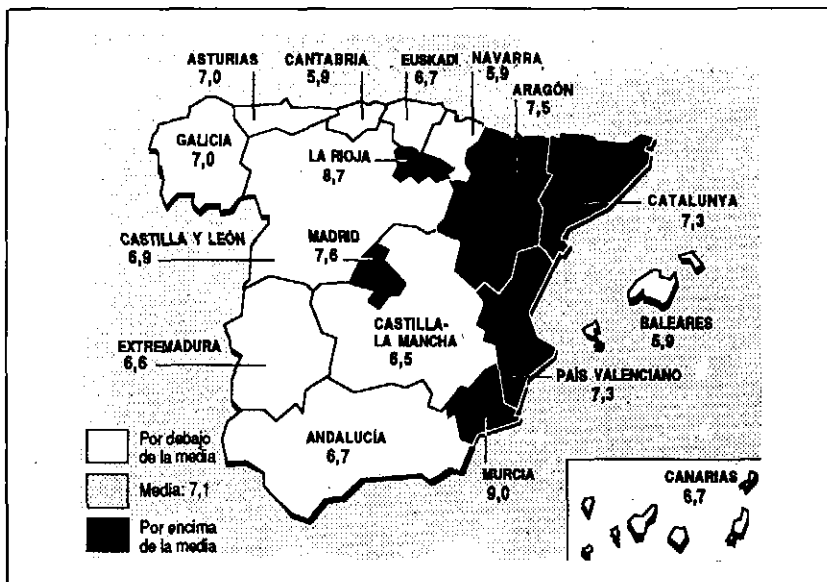 ASTURIAS
7,0
CANTABRIA
5,9
EUSKADI
6,7
NAVARRA
5,9
ARAGÓN
7,5
GALICIA
7,0
LA RIOJA
8,7
CATALUNYA
7,3
CASTILLA Y LEÓN
6,9
MADRID
7,6
BALEARES
5,9
CASTILLA-
LA MANCHA
6,5
EXTREMADURA
6,6
PAÍS VALENCIANO
7,3
ANDALUCÍA
6,7
MURCIA
9,0
CANARIAS
6,7
Por debajo
de la media
Media: 7,1
Por encima
de la media